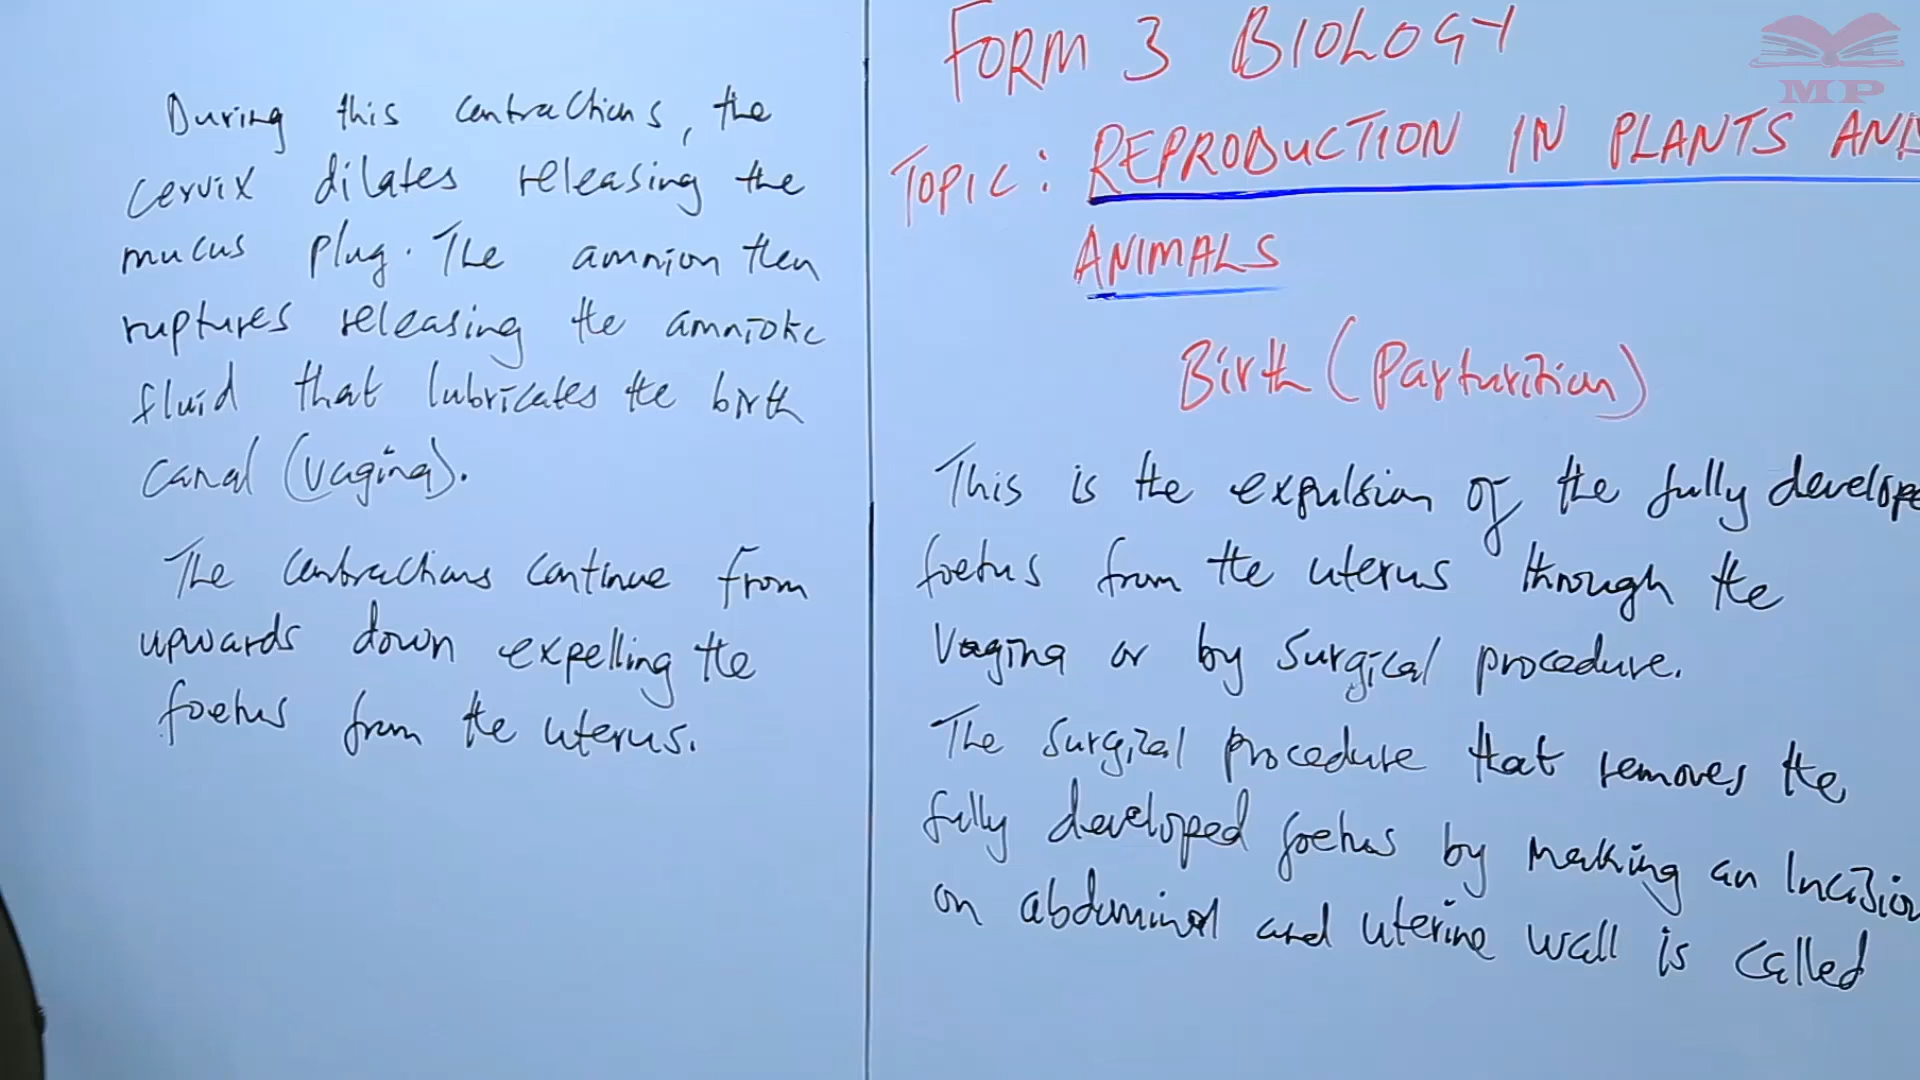 During this contractions, the
cervix dilates releasing the
mucus plug. The amnion then
ruptures releasing the amniotic
fluid that lubricates the birth
canal (vagina).
The contractions continue from
upwards down expelling the
foetus from the uterus.
FORM 3 BIOLOGY
TOPIC: REPRODUCTION IN PLANTS AND
ANIMALS
Birth (Parturition)
This is the expulsion of the fully develope
foetus from the uterus through the
vagina or by surgical procedure.
The surgical procedure that removes the
fully developed foetus by making an Incision
on abdominal and uterine wall is called
MP